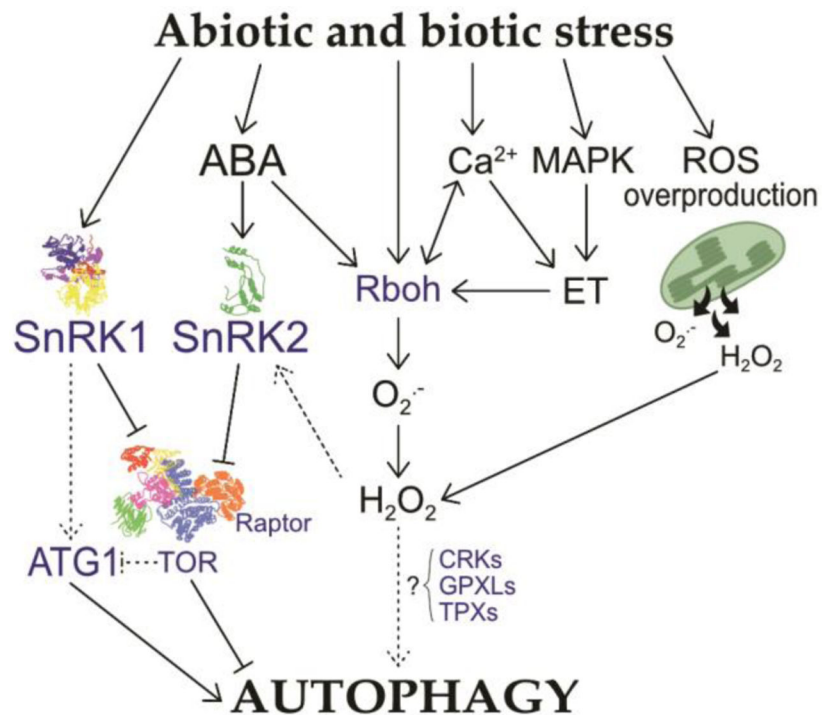 Abiotic and biotic stress
ABA
Ca²⁺
MAPK
ROS
overproduction
SnRK1
SnRK2
Rboh
ET
O₂·⁻
H₂O₂
O₂·⁻
H₂O₂
Raptor
ATG1
TOR
?
CRKs
GPXLs
TPXs
AUTOPHAGY